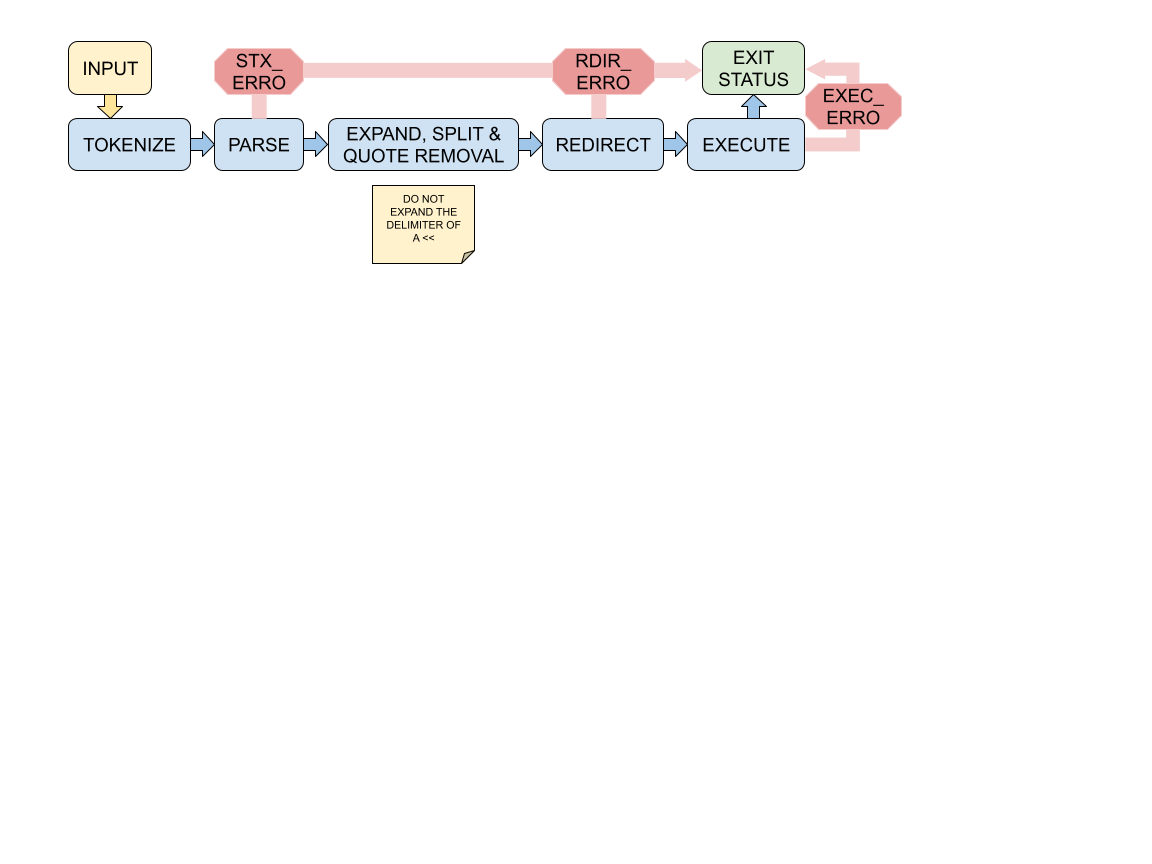 INPUT
STX_
ERRO
RDIR_
ERRO
EXIT
STATUS
EXEC_
ERRO
TOKENIZE
PARSE
EXPAND, SPLIT &
QUOTE REMOVAL
REDIRECT
EXECUTE
DO NOT
EXPAND THE
DELIMITER OF
A <<